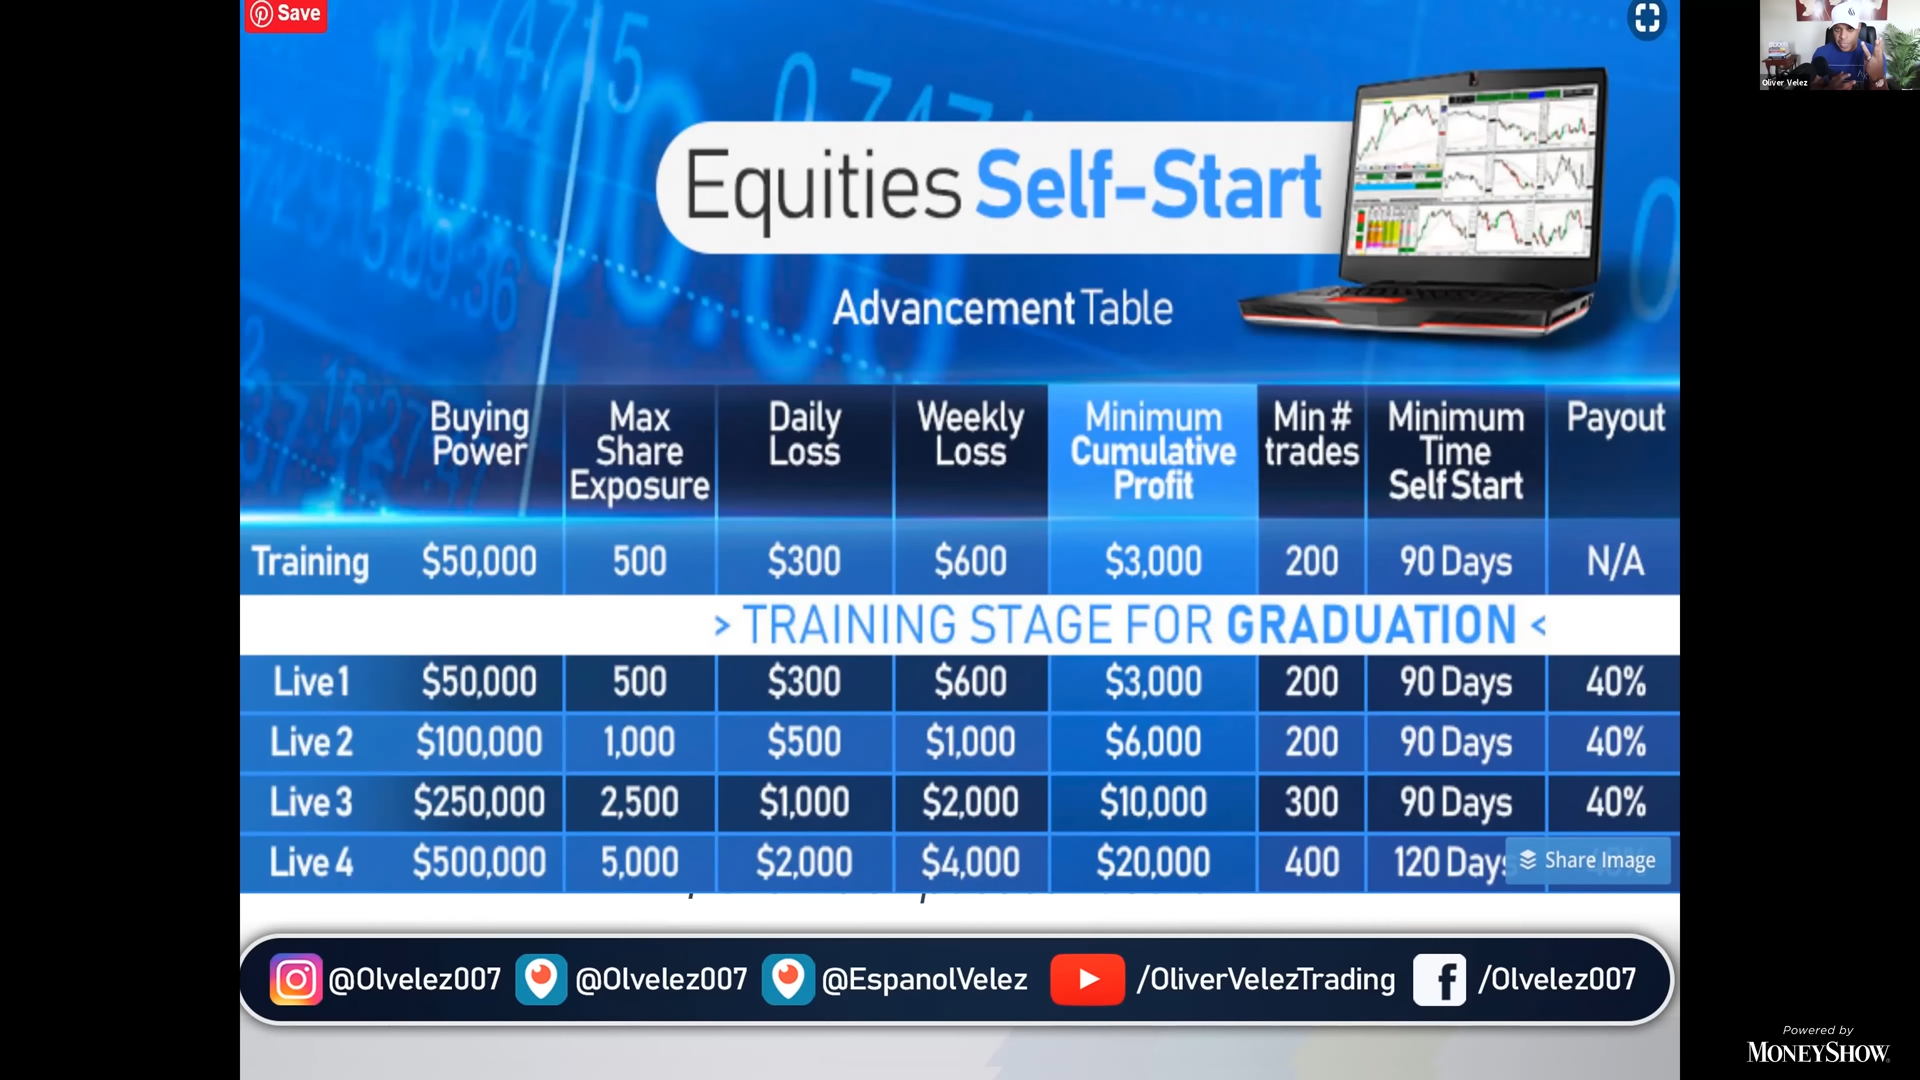 Save
Oliver Velez
Equities Self-Start
Advancement Table
Buying Power
Max Share Exposure
Daily Loss
Weekly Loss
Minimum Cumulative Profit
Min # trades
Minimum Time Self Start
Payout
Training $50,000 500 $300 $600 $3,000 200 90 Days N/A
> TRAINING STAGE FOR GRADUATION <
Live 1 $50,000 500 $300 $600 $3,000 200 90 Days 40%
Live 2 $100,000 1,000 $500 $1,000 $6,000 200 90 Days 40%
Live 3 $250,000 2,500 $1,000 $2,000 $10,000 300 90 Days 40%
Live 4 $500,000 5,000 $2,000 $4,000 $20,000 400 120 Days
Share Image
@Olvelez007 @Olvelez007 @EspanolVelez /OliverVelezTrading /Olvelez007
Powered by
MONEYSHOW